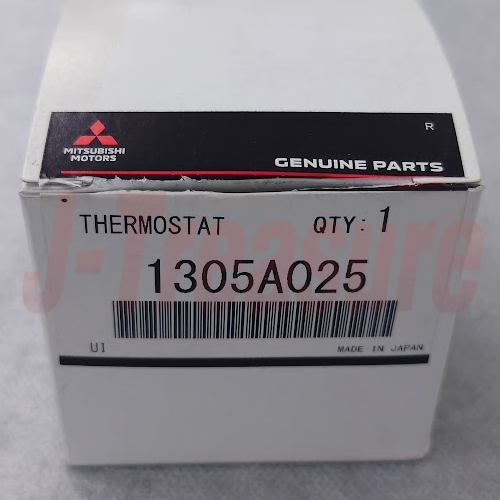 MITSUBISHI
MOTORS
R
GENUINE PARTS
THERMOSTAT QTY: 1
1305A025
J-Treasure
UI MADE IN JAPAN